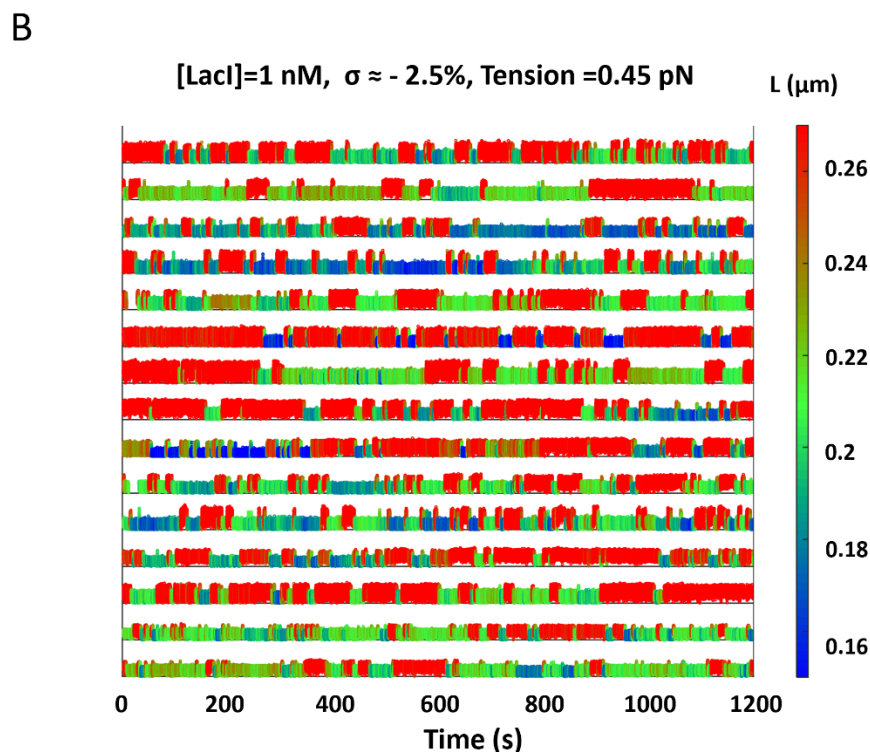 B
[LacI]=1 nM, σ ≈ - 2.5%, Tension =0.45 pN
L (µm)
0.26
0.24
0.22
0.2
0.18
0.16
0 200 400 600 800 1000 1200
Time (s)